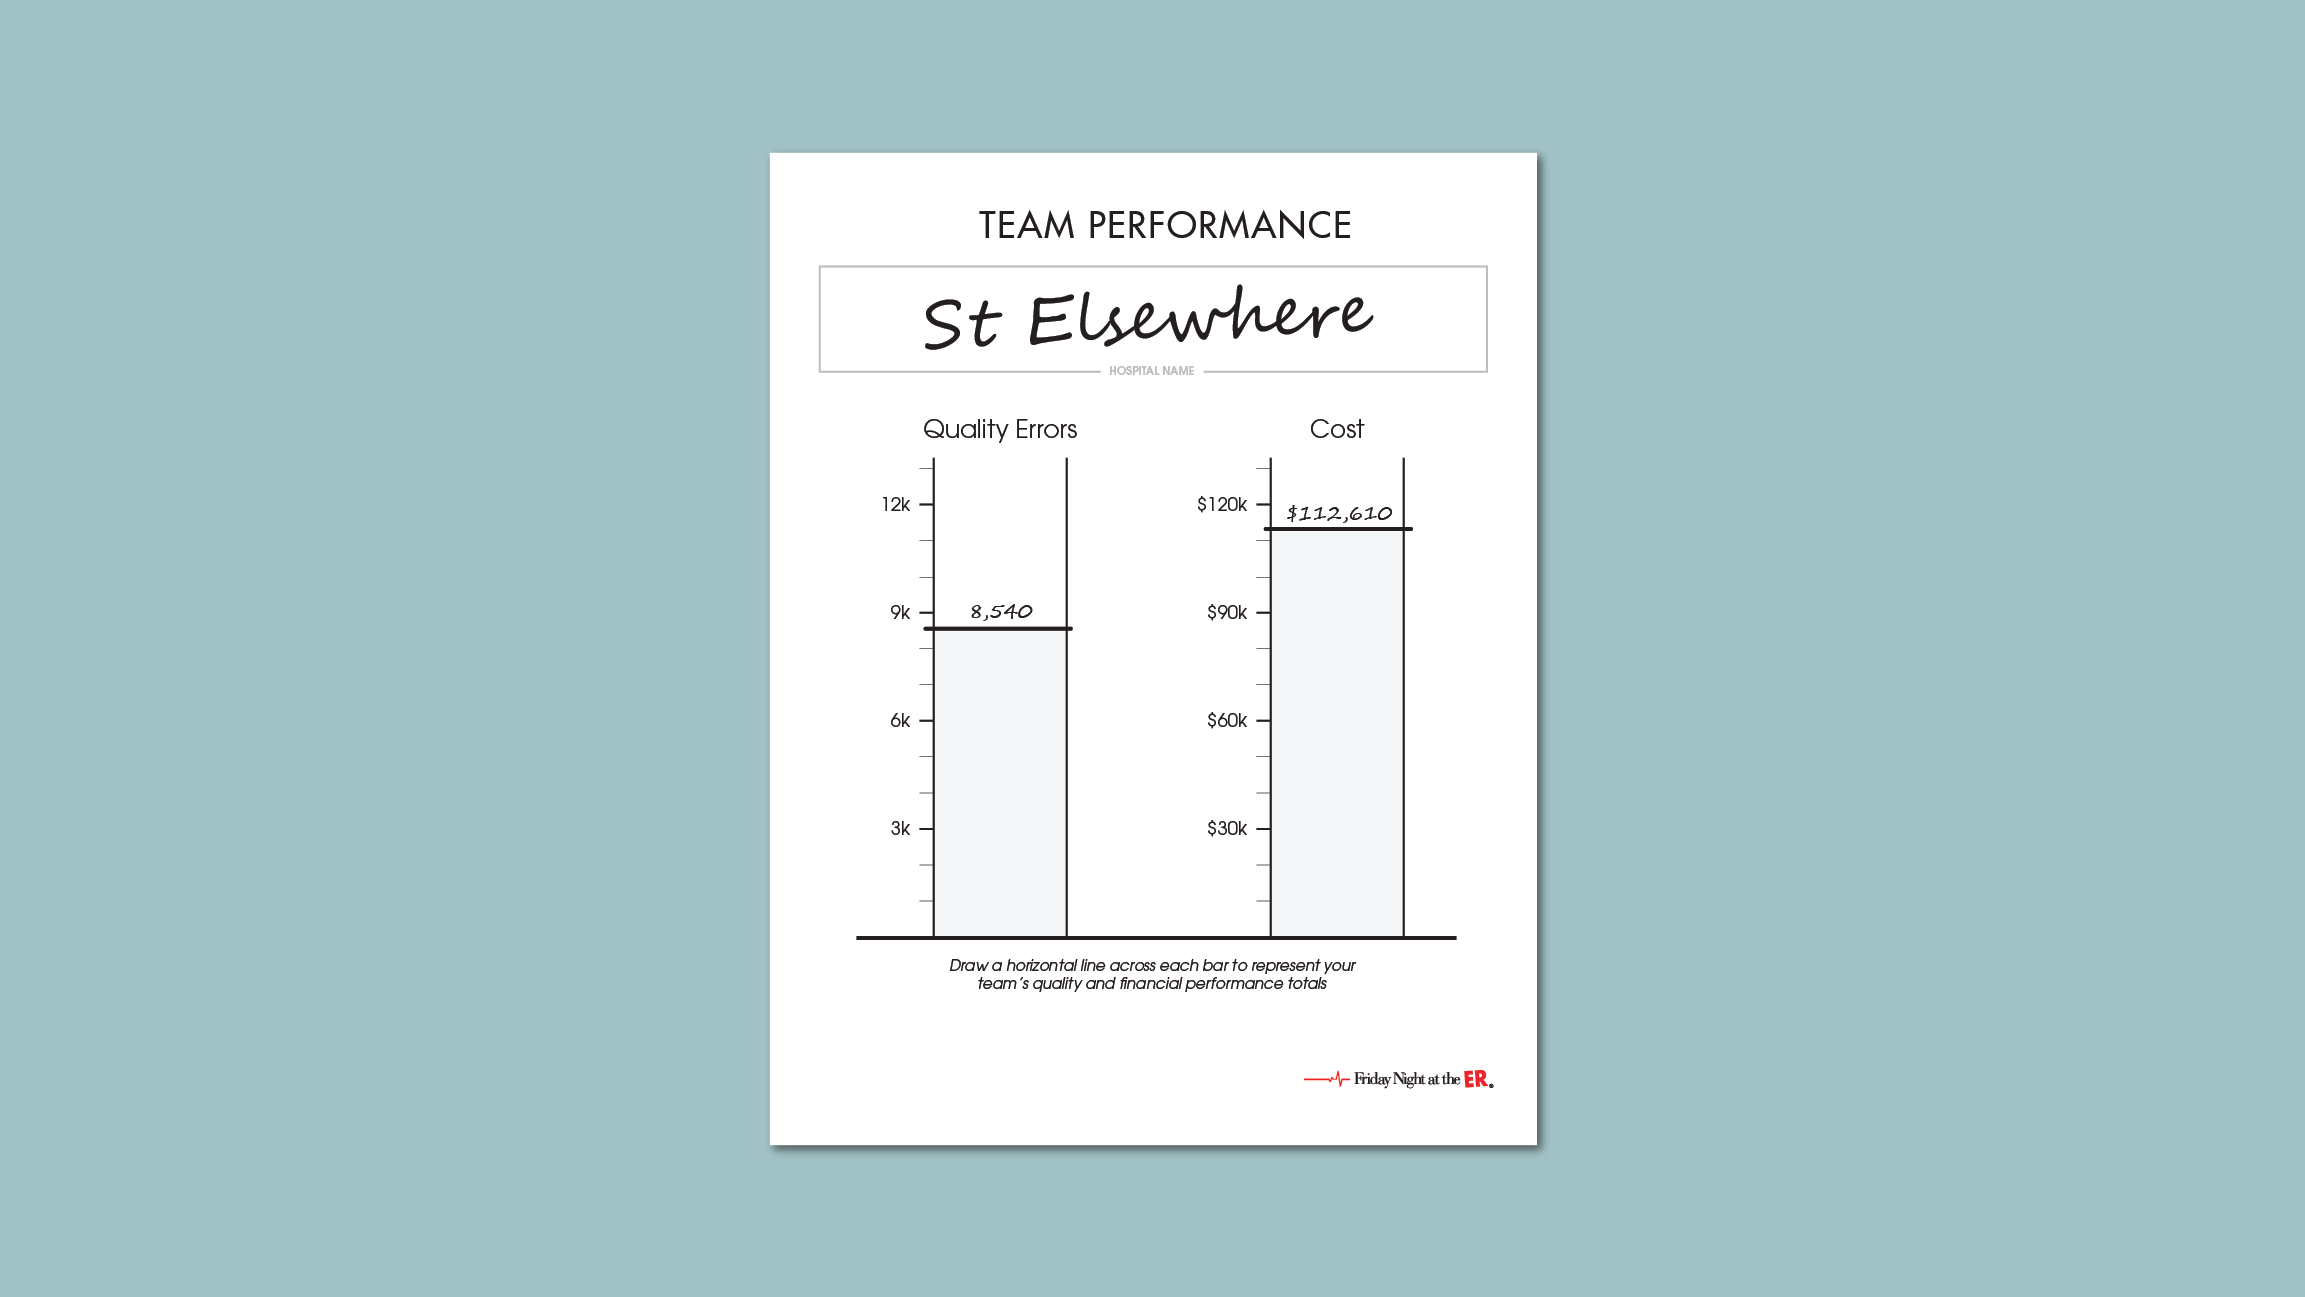 TEAM PERFORMANCE
St Elsewhere
HOSPITAL NAME
Quality Errors
Cost
12k
9k
6k
3k
8,540
$120k
$90k
$60k
$30k
$112,610
Draw a horizontal line across each bar to represent your
team's quality and financial performance totals
Friday Night at the ER®